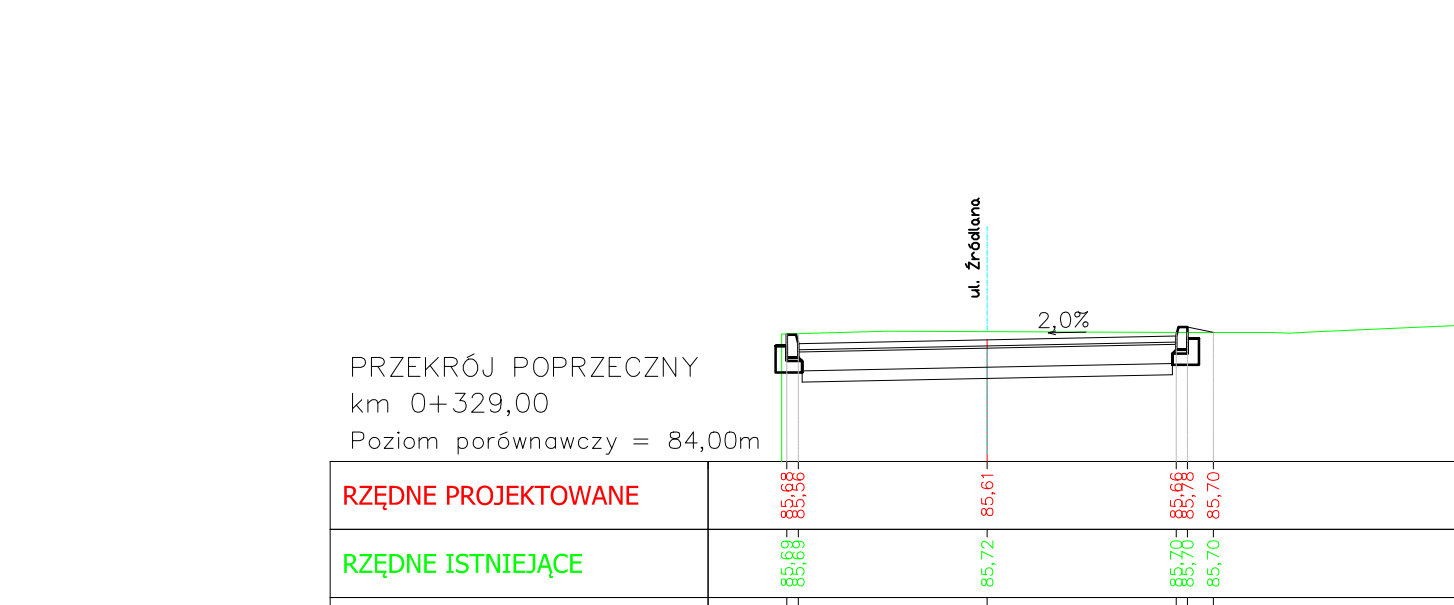 ul. Źródlana
2,0%
PRZEKRÓJ POPRZECZNY
km 0+329,00
Poziom porównawczy = 84,00m
RZĘDNE PROJEKTOWANE 85,68 85,56 85,61 85,66 85,78 85,70
RZĘDNE ISTNIEJĄCE 85,69 85,69 85,72 85,70 85,70 85,70